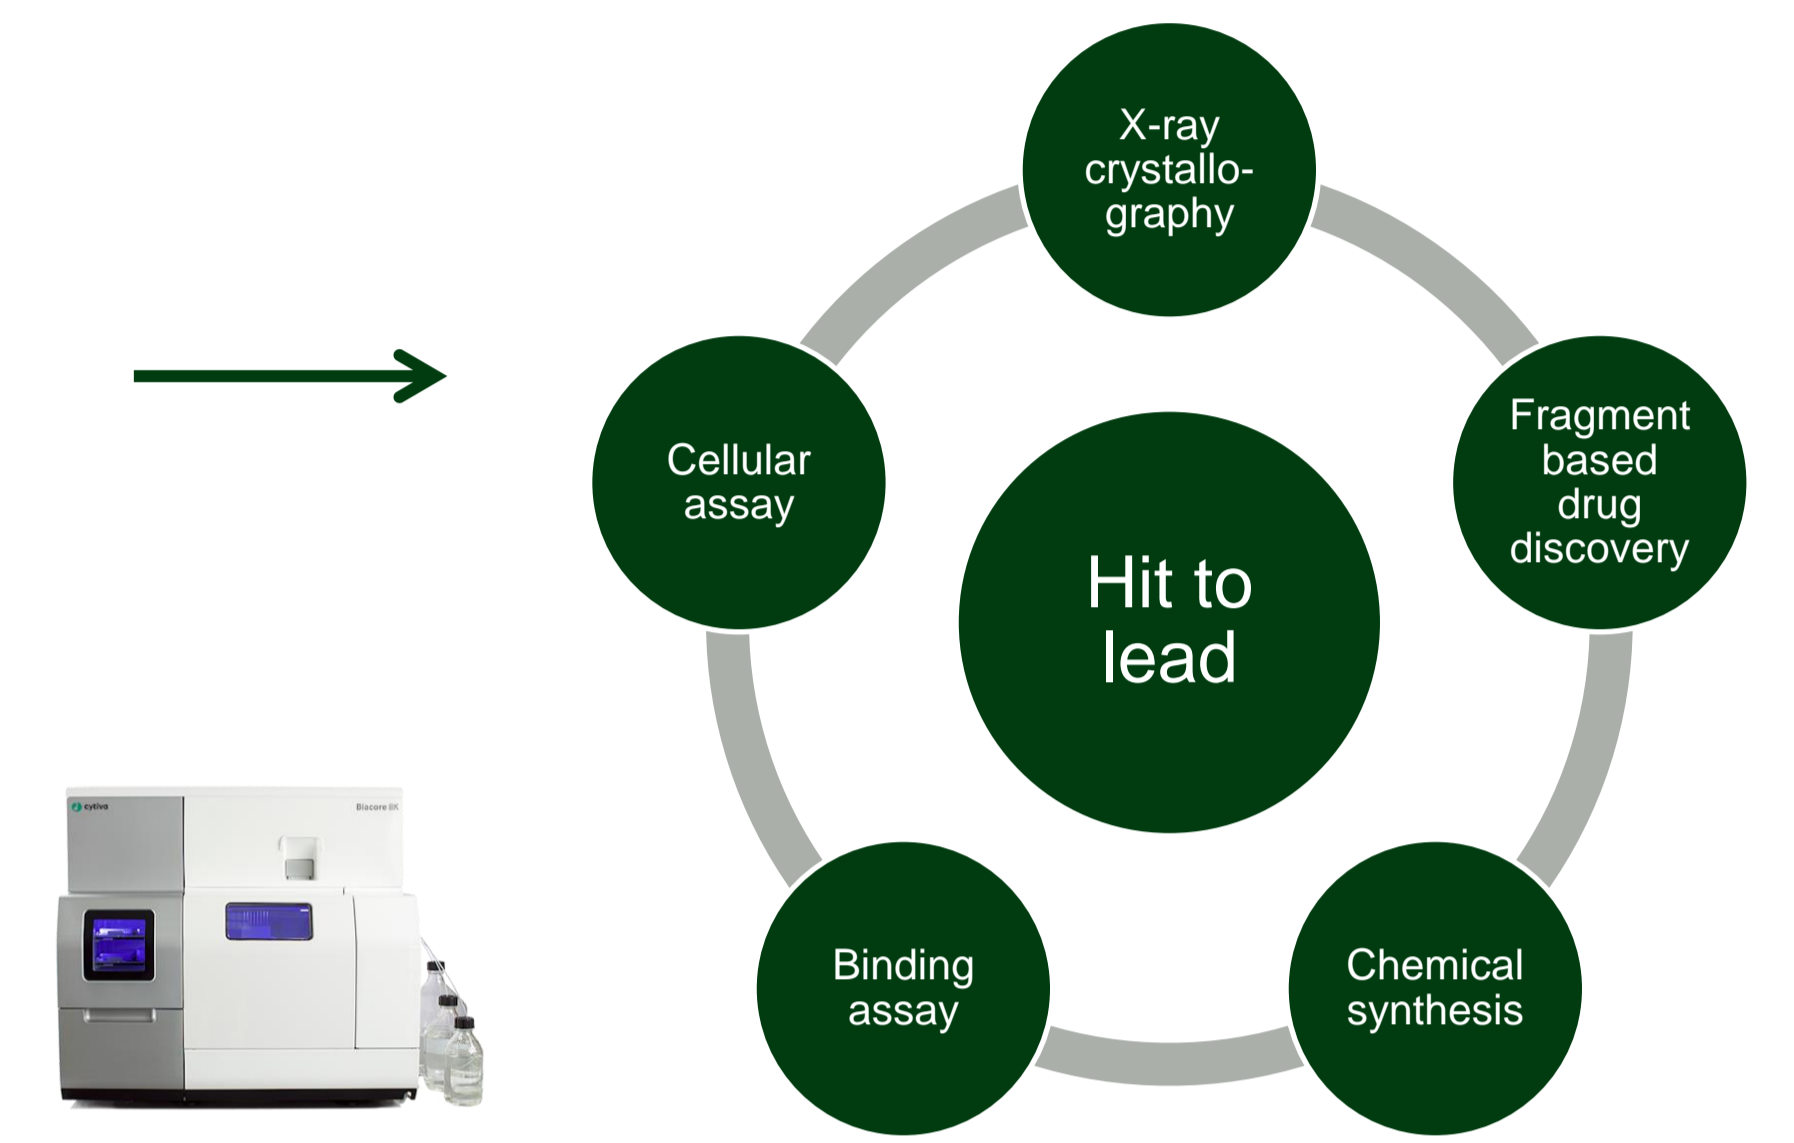 X-ray
crystallo-
graphy
Fragment
based
drug
discovery
Cellular
assay
Hit to
lead
Binding
assay
Chemical
synthesis
cytiva
Biacore 8K